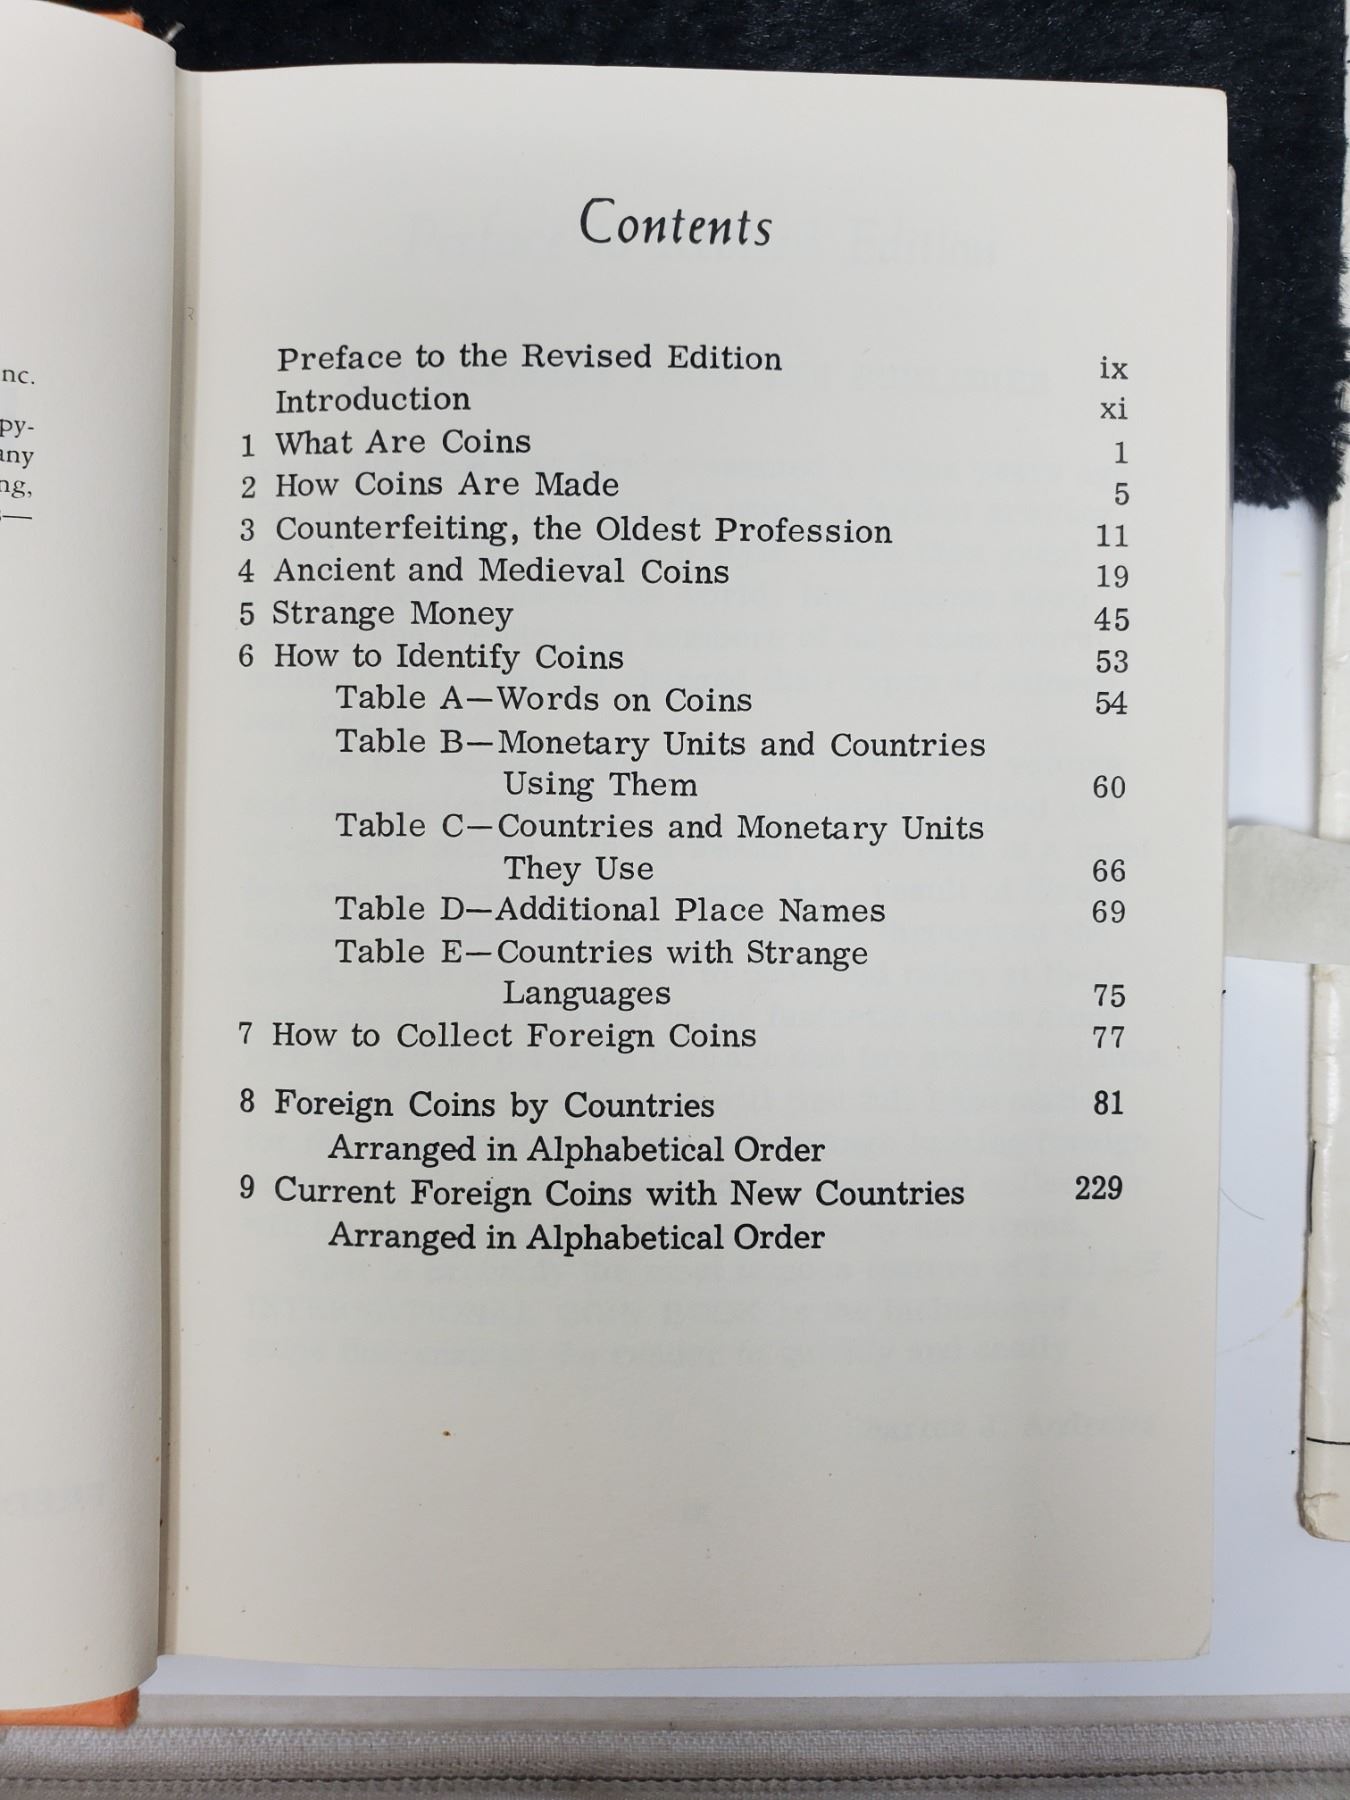 nc.
py-
any
ng,
s—
Contents
Preface to the Revised Edition ix
Introduction xi
1 What Are Coins 1
2 How Coins Are Made 5
3 Counterfeiting, the Oldest Profession 11
4 Ancient and Medieval Coins 19
5 Strange Money 45
6 How to Identify Coins 53
Table A—Words on Coins 54
Table B—Monetary Units and Countries
Using Them 60
Table C—Countries and Monetary Units
They Use 66
Table D—Additional Place Names 69
Table E—Countries with Strange
Languages 75
7 How to Collect Foreign Coins 77
8 Foreign Coins by Countries 81
Arranged in Alphabetical Order
9 Current Foreign Coins with New Countries 229
Arranged in Alphabetical Order